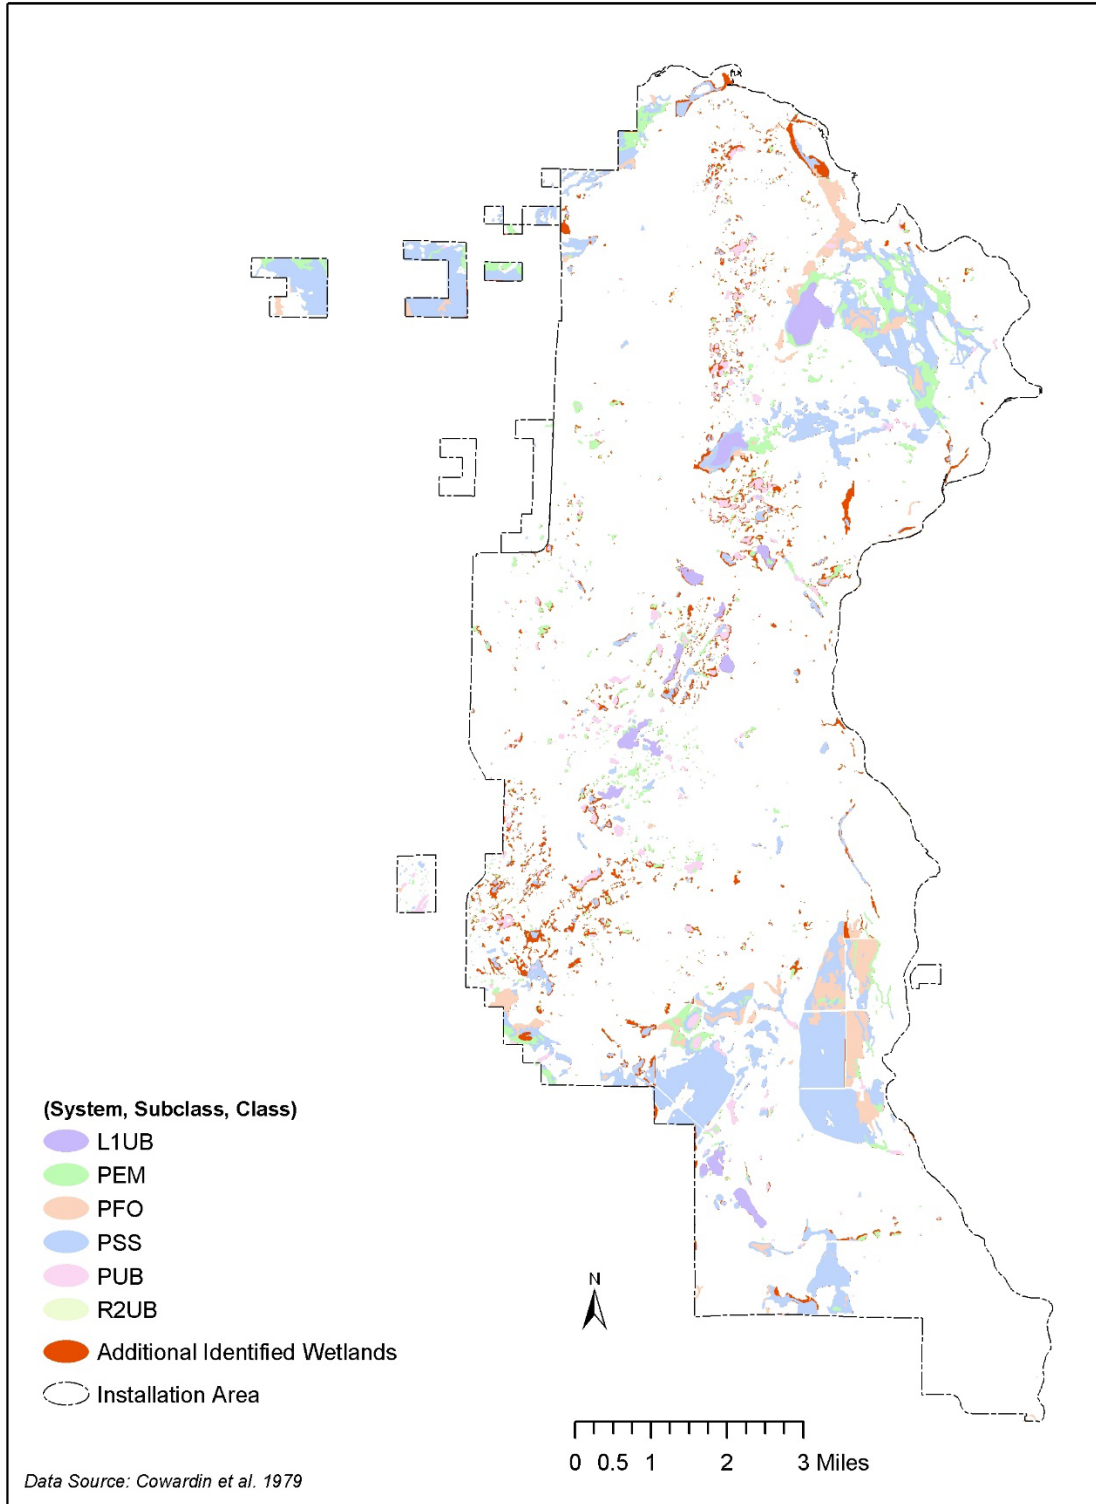 (System, Subclass, Class)
L1UB
PEM
PFO
PSS
PUB
R2UB
Additional Identified Wetlands
Installation Area
N
0 0.5 1 2 3 Miles
Data Source: Cowardin et al. 1979